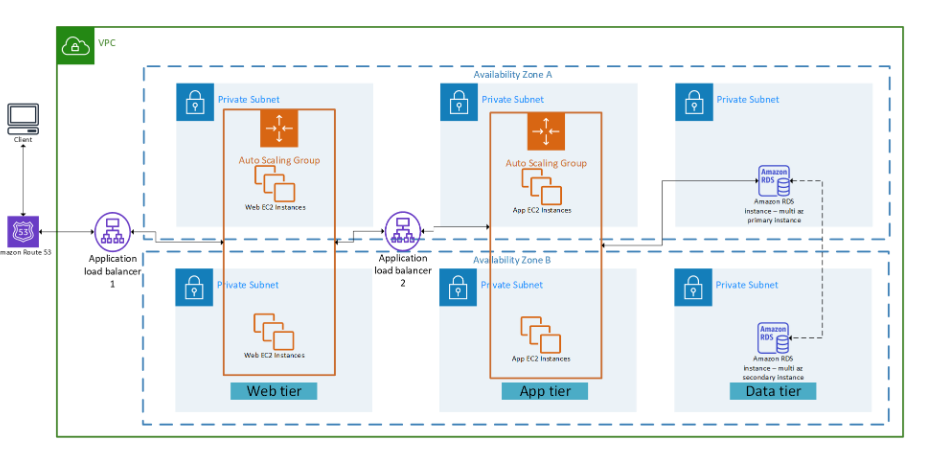 VPC
Availability Zone A
Private Subnet
Private Subnet
Private Subnet
Client
Auto Scaling Group
Auto Scaling Group
Web EC2 Instances
App EC2 Instances
Amazon
RDS
Amazon RDS
instance – multi az
primary instance
53
mazon Route 53
Application
load balancer
1
Application
load balancer
2
Availability Zone B
Private Subnet
Private Subnet
Private Subnet
Web EC2 Instances
App EC2 Instances
Amazon
RDS
Amazon RDS
instance – multi az
secondary instance
Web tier
App tier
Data tier